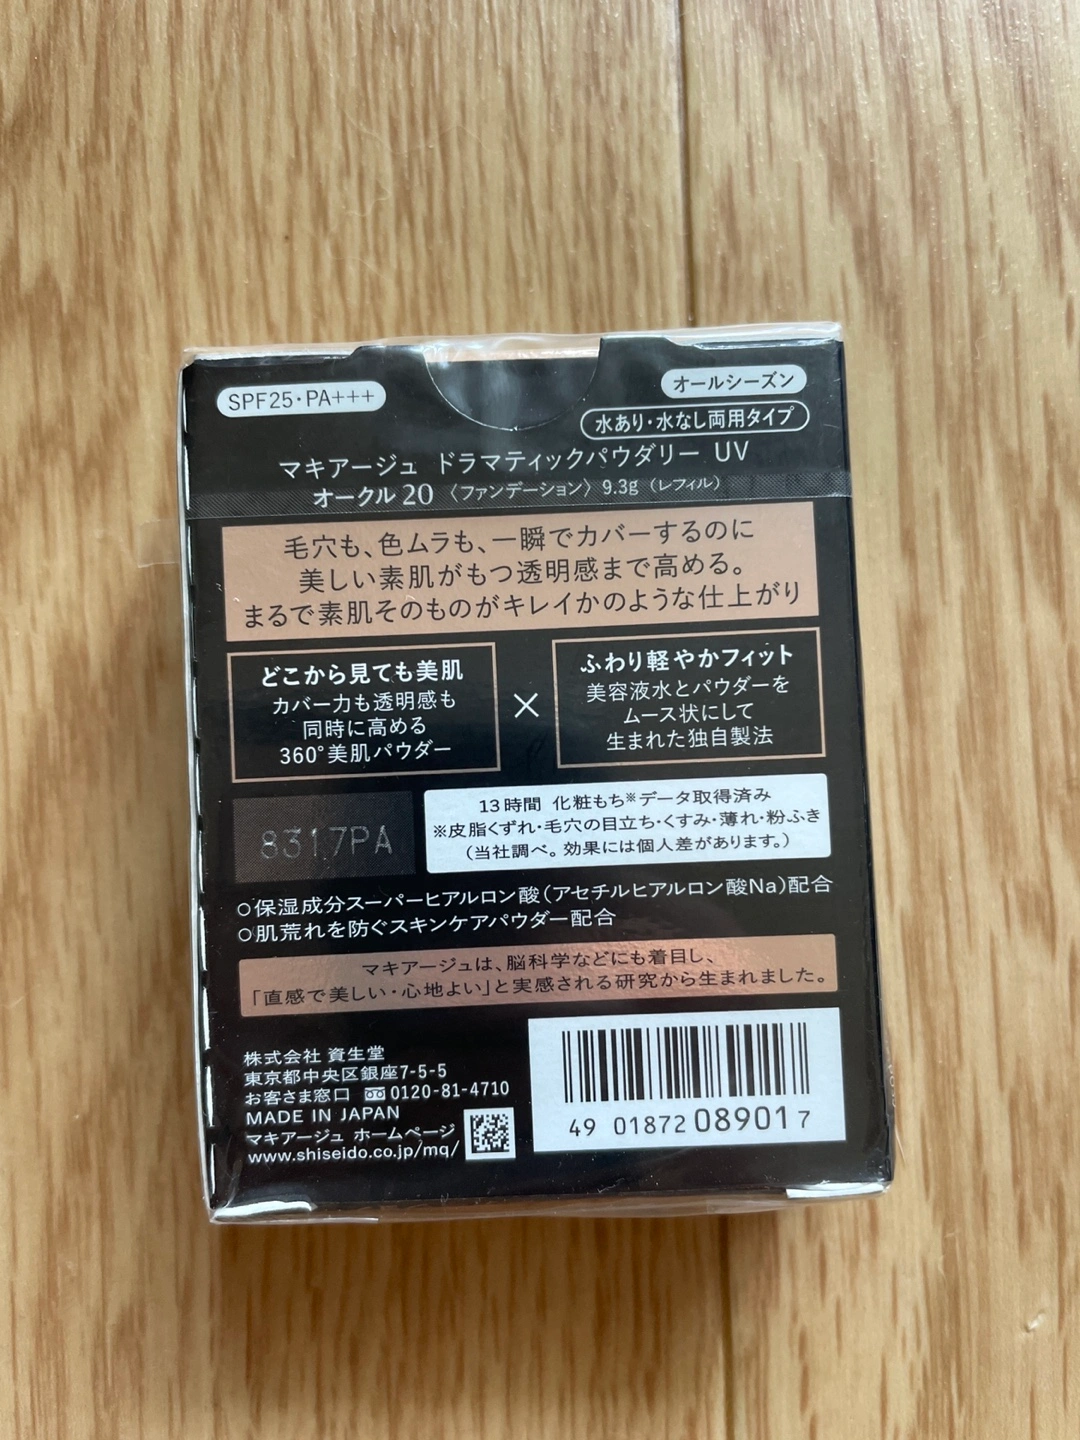 SPF25・PA+++
オールシーズン
水あり・水なし両用タイプ
マキアージュ ドラマティックパウダリー UV
オークル20 〈ファンデーション〉 9.3g (レフィル)
毛穴も、色ムラも、一瞬でカバーするのに
美しい素肌がもつ透明感まで高める。
まるで素肌そのものがキレイかのような仕上がり
どこから見ても美肌
カバー力も透明感も
同時に高める
360°美肌パウダー
×
ふわり軽やかフィット
美容液水とパウダーを
ムース状にして
生まれた独自製法
8317PA
13時間 化粧もち※データ取得済み
※皮脂くずれ・毛穴の目立ち・くすみ・薄れ・粉ふき
(当社調べ。効果には個人差があります。)
○保湿成分スーパーヒアルロン酸(アセチルヒアルロン酸Na)配合
○肌荒れを防ぐスキンケアパウダー配合
マキアージュは、脳科学などにも着目し、
「直感で美しい・心地よい」と実感される研究から生まれました。
株式会社 資生堂
東京都中央区銀座7-5-5
お客さま窓口 0120-81-4710
MADE IN JAPAN
マキアージュ ホームページ
www.shiseido.co.jp/mq/
49 01872 08901 7